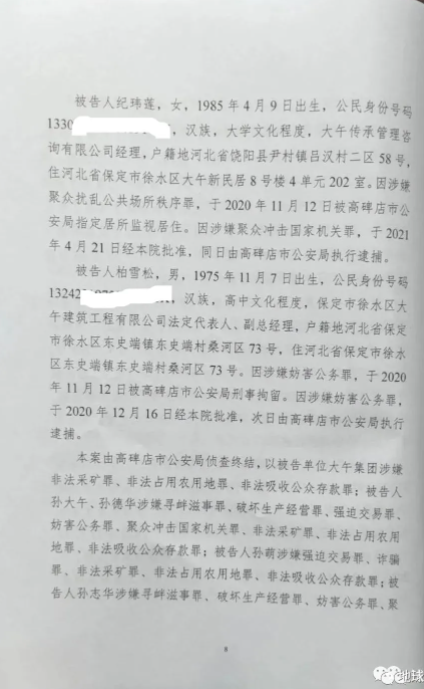 被告人纪玮莲，女，1985 年 4 月 9 日出生，公民身份号码
1330，汉族，大学文化程度，大午传承管理咨
询有限公司经理，户籍地河北省饶阳县尹村镇吕汉村二区 58 号，
住河北省保定市徐水区大午新民居 8 号楼 4 单元 202 室。因涉嫌
聚众扰乱公共场所秩序罪，于 2020 年 11 月 12 日被高碑店市公
安局指定居所监视居住。因涉嫌聚众冲击国家机关罪，于 2021
年 4 月 21 日经本院批准，同日由高碑店市公安局执行逮捕。
被告人柏雪松，男，1975 年 11 月 7 日出生，公民身份号码
13242，汉族，高中文化程度，保定市徐水区大
午建筑工程有限公司法定代表人、副总经理，户籍地河北省保定
市徐水区东史端镇东史端村桑河区 73 号，住河北省保定市徐水
区东史端镇东史端村桑河区 73 号。因涉嫌妨害公务罪，于 2020
年 11 月 12 日被高碑店市公安局刑事拘留。因涉嫌妨害公务罪，
于 2020 年 12 月 16 日经本院批准，次日由高碑店市公安局执行
逮捕。
本案由高碑店市公安局侦查终结，以被告单位大午集团涉嫌
非法采矿罪、非法占用农用地罪、非法吸收公众存款罪；被告人
孙大午、孙德华涉嫌寻衅滋事罪、破坏生产经营罪、强迫交易罪、
妨害公务罪、聚众冲击国家机关罪、非法采矿罪、非法占用农用
地罪、非法吸收公众存款罪；被告人孙萌涉嫌强迫交易罪、诈骗
罪、非法采矿罪、非法占用农用地罪、非法吸收公众存款罪；被
告人孙志华涉嫌寻衅滋事罪、破坏生产经营罪、妨害公务罪、聚
8
地球